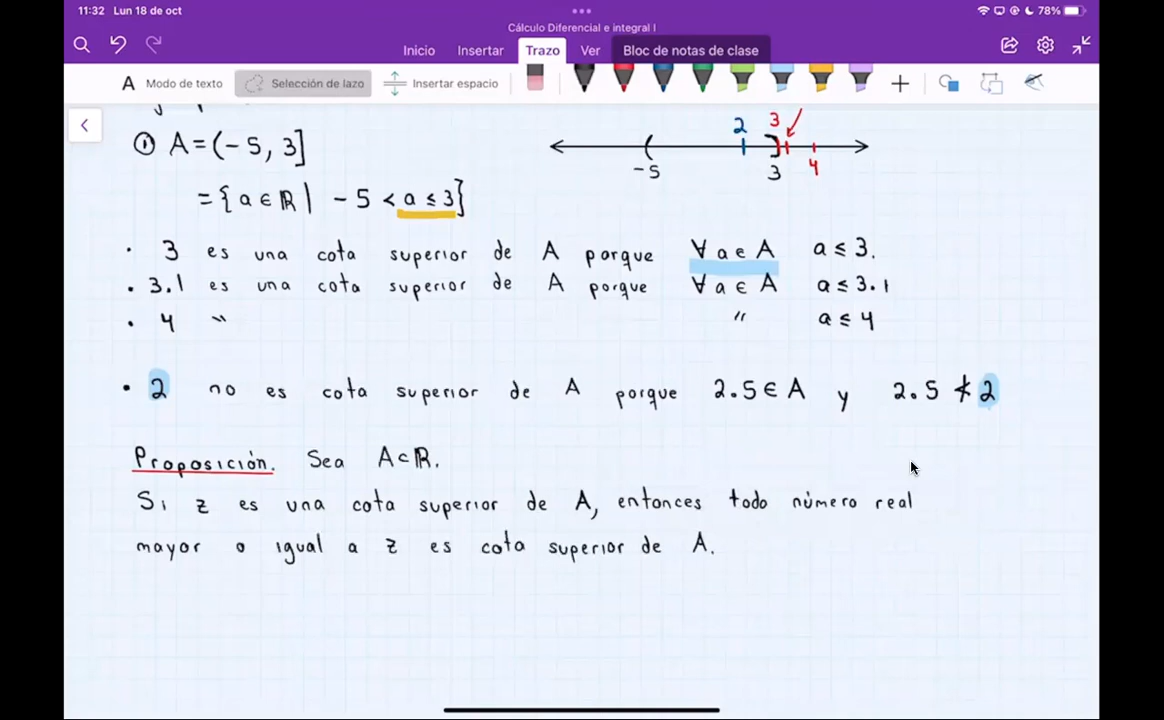 11:32 Lun 18 de oct
78%
Cálculo Diferencial e integral I
Inicio Insertar Trazo Ver Bloc de notas de clase
A Modo de texto Selección de lazo Insertar espacio
① A = (-5, 3]
2 3
-5 3 4
= {a ∈ ℝ | -5 < a ≤ 3}
• 3 es una cota superior de A porque ∀ a ∈ A a ≤ 3.
• 3.1 es una cota superior de A porque ∀ a ∈ A a ≤ 3.1
• 4 " " a ≤ 4
• 2 no es cota superior de A porque 2.5 ∈ A y 2.5 ≰ 2
Proposición. Sea A ⊂ ℝ.
Si z es una cota superior de A, entonces todo número real
mayor o igual a z es cota superior de A.